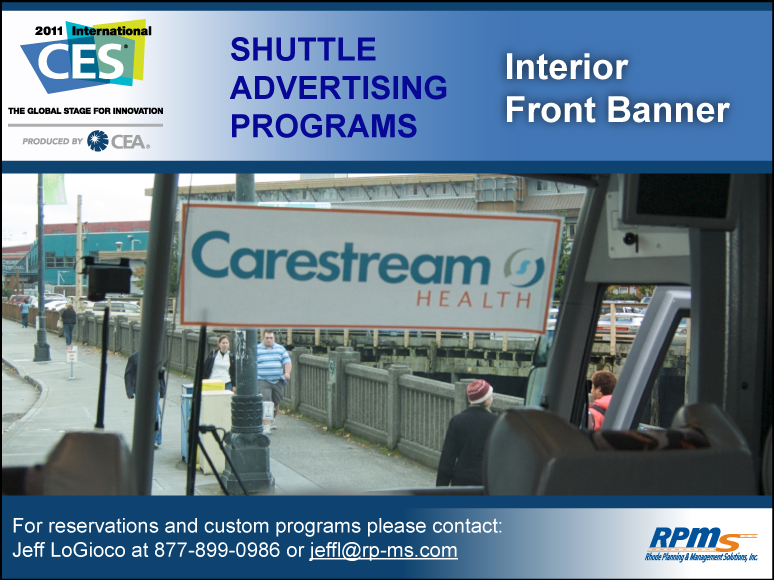 2011 International
CES®
THE GLOBAL STAGE FOR INNOVATION
PRODUCED BY CEA®
SHUTTLE
ADVERTISING
PROGRAMS
Interior
Front Banner
Carestream
HEALTH
For reservations and custom programs please contact:
Jeff LoGioco at 877-899-0986 or jeffl@rp-ms.com
RPMs
Rhode Planning & Management Solutions, Inc.